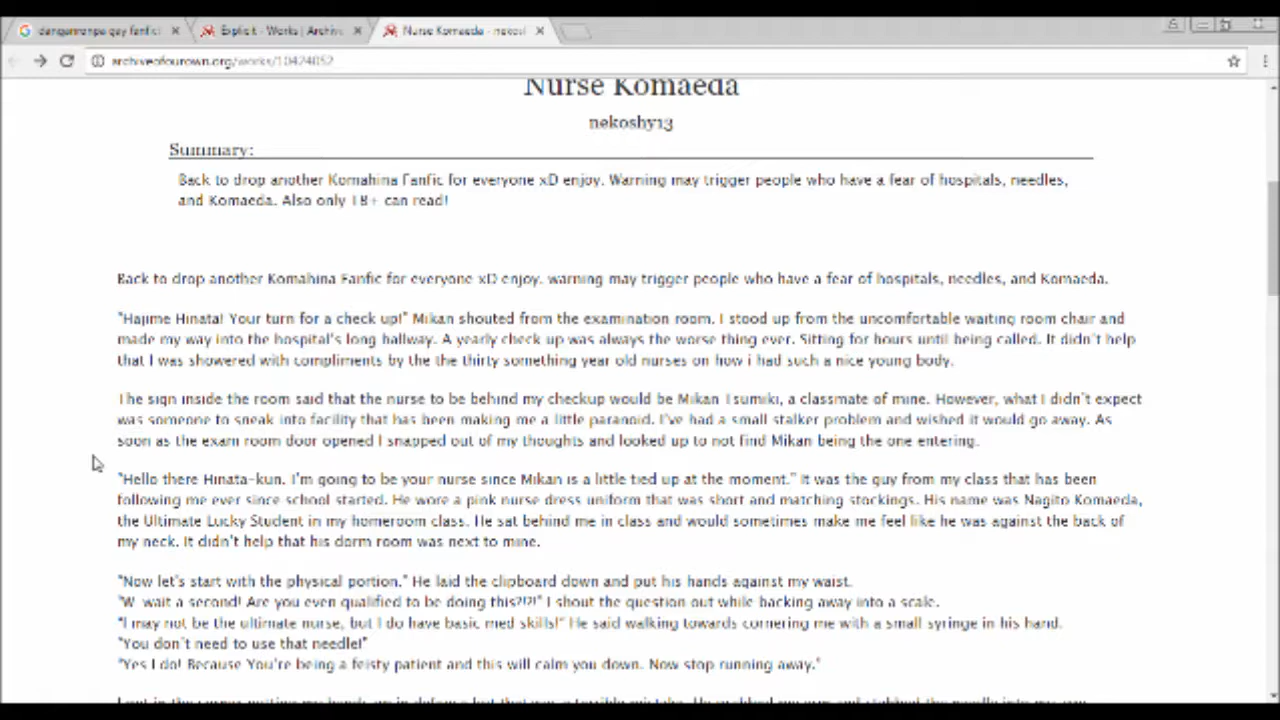 danganronpa gay fanfic
Explicit - Works | Archive
Nurse Komaeda - nekosh
archiveofourown.org/works/10424052
Nurse Komaeda
nekoshy13
Summary:
Back to drop another Komahina Fanfic for everyone xD enjoy. Warning may trigger people who have a fear of hospitals, needles,
and Komaeda. Also only 18+ can read!
Back to drop another Komahina Fanfic for everyone xD enjoy. warning may trigger people who have a fear of hospitals, needles, and Komaeda.
"Hajime Hinata! Your turn for a check up!" Mikan shouted from the examination room. I stood up from the uncomfortable waiting room chair and
made my way into the hospital's long hallway. A yearly check up was always the worse thing ever. Sitting for hours until being called. It didn't help
that I was showered with compliments by the the thirty something year old nurses on how i had such a nice young body.
The sign inside the room said that the nurse to be behind my checkup would be Mikan Tsumiki, a classmate of mine. However, what I didn't expect
was someone to sneak into facility that has been making me a little paranoid. I've had a small stalker problem and wished it would go away. As
soon as the exam room door opened I snapped out of my thoughts and looked up to not find Mikan being the one entering.
"Hello there Hinata-kun. I'm going to be your nurse since Mikan is a little tied up at the moment." It was the guy from my class that has been
following me ever since school started. He wore a pink nurse dress uniform that was short and matching stockings. His name was Nagito Komaeda,
the Ultimate Lucky Student in my homeroom class. He sat behind me in class and would sometimes make me feel like he was against the back of
my neck. It didn't help that his dorm room was next to mine.
"Now let's start with the physical portion." He laid the clipboard down and put his hands against my waist.
"W-wait a second! Are you even qualified to be doing this?!?!" I shout the question out while backing away into a scale.
"I may not be the ultimate nurse, but I do have basic med skills!" He said walking towards cornering me with a small syringe in his hand.
"You don't need to use that needle!"
"Yes I do! Because You're being a feisty patient and this will calm you down. Now stop running away."